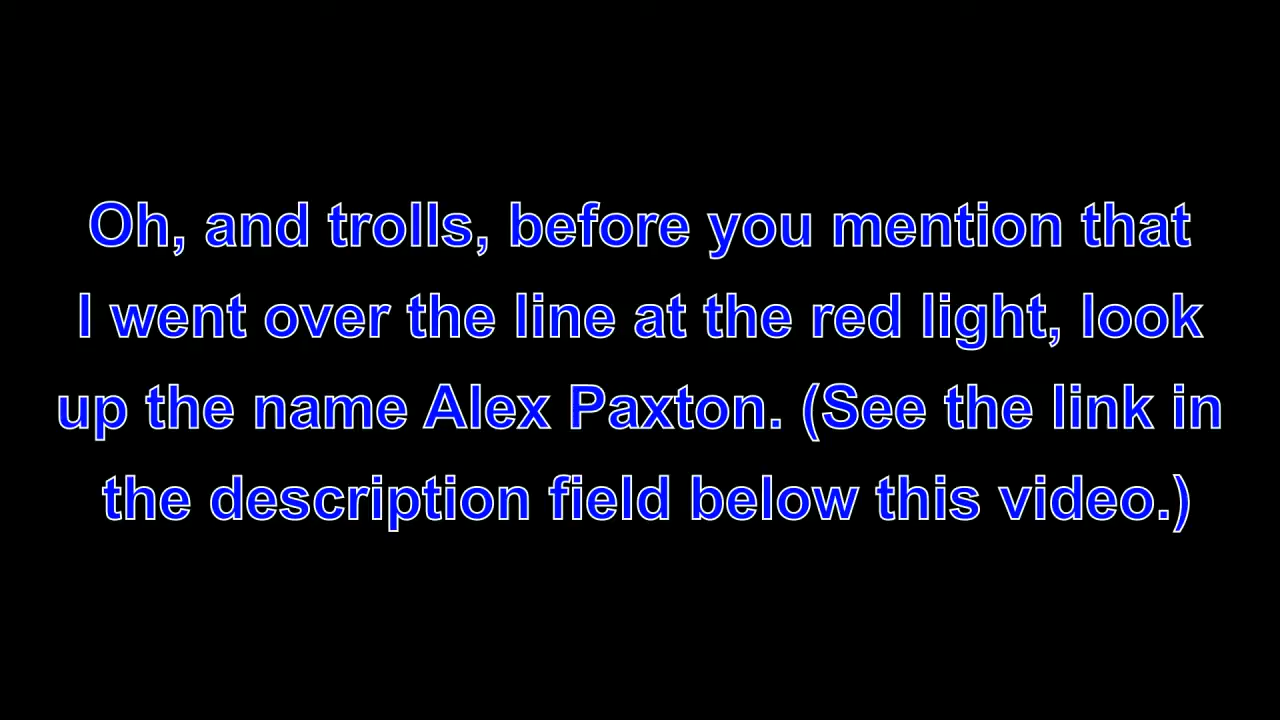 Oh, and trolls, before you mention that
I went over the line at the red light, look
up the name Alex Paxton. (See the link in
the description field below this video.)